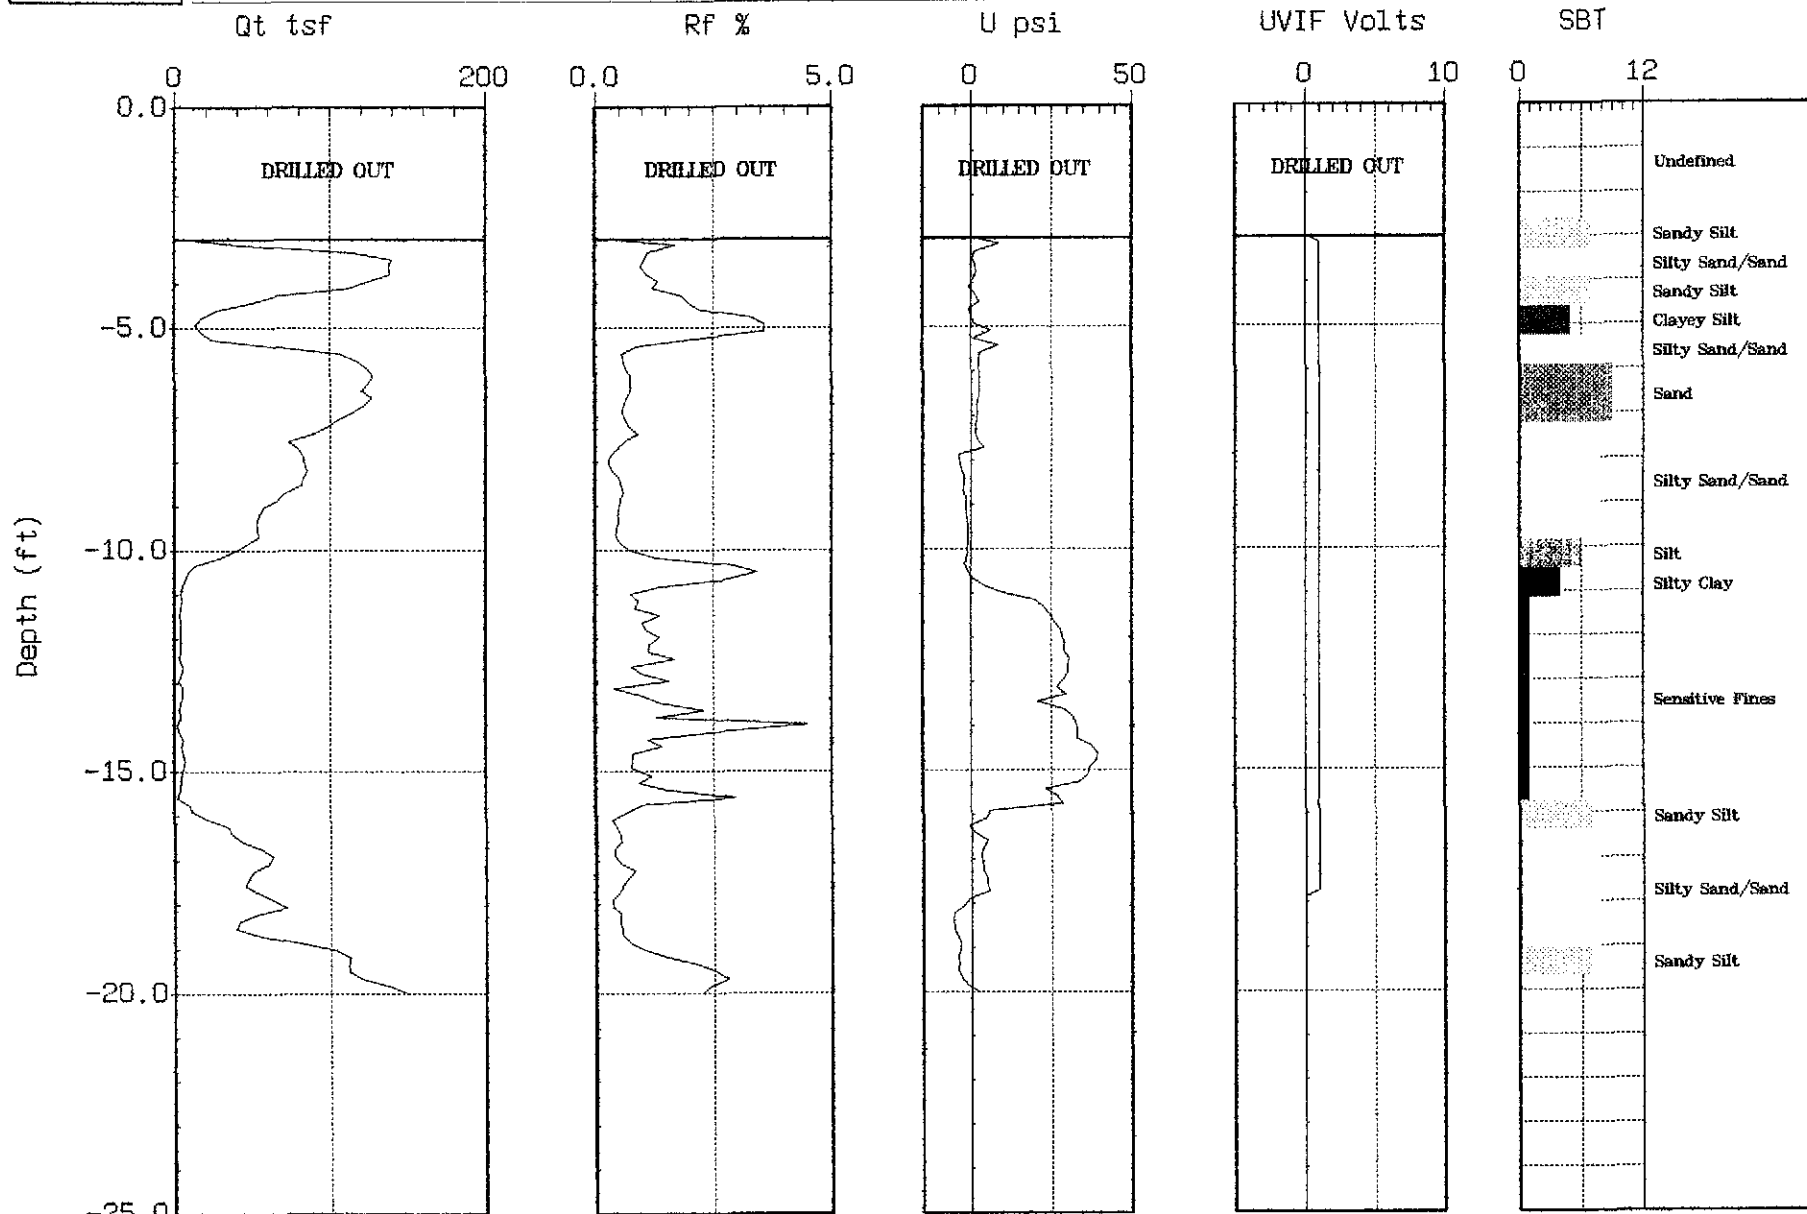 Qt tsf Rf % U psi UVIF Volts SBT
0 200 0.0 5.0 0 50 0 10 0 12
0.0
DRILLED OUT DRILLED OUT DRILLED OUT DRILLED OUT
Undefined
Sandy Silt
Silty Sand/Sand
Sandy Silt
Clayey Silt
-5.0
Silty Sand/Sand
Sand
Silty Sand/Sand
-10.0
Silt
Silty Clay
Depth (ft)
Sensitive Fines
-15.0
Sandy Silt
Silty Sand/Sand
Sandy Silt
-20.0
-25.0